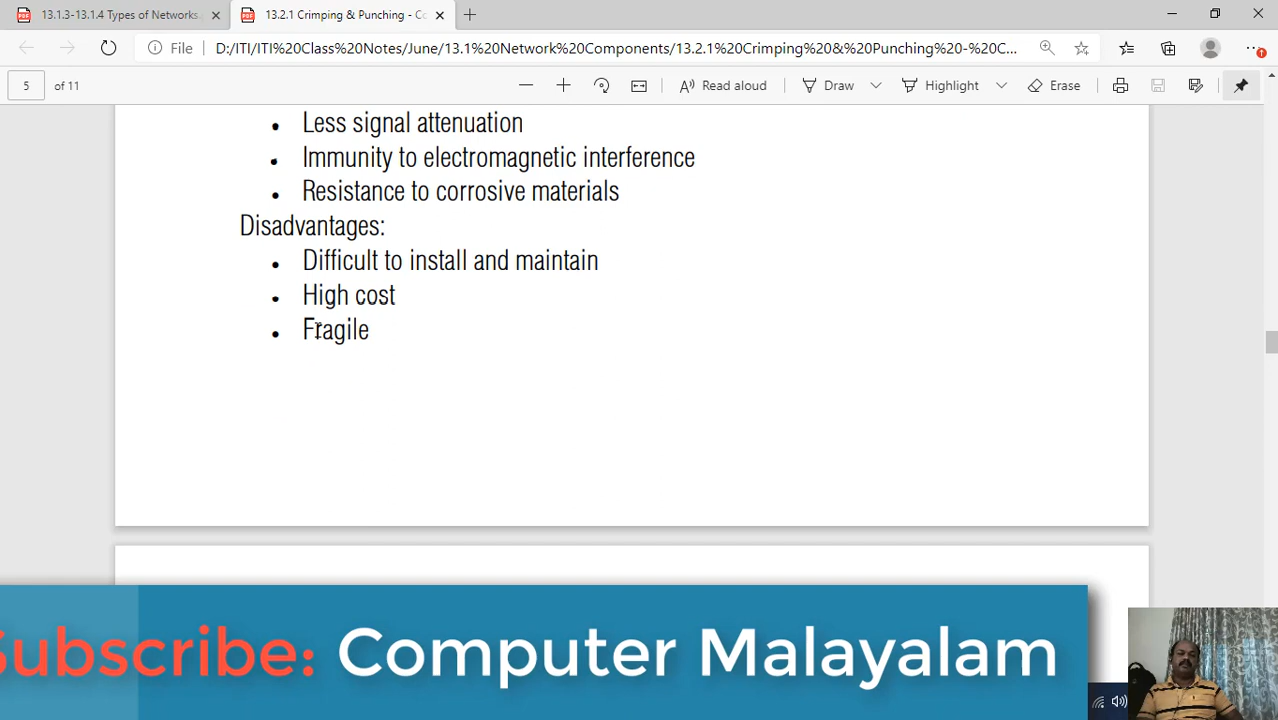 13.1.3-13.1.4 Types of Networks
13.2.1 Crimping & Punching - Co
File
D:/ITI/ITI%20Class%20Notes/June/13.1%20Network%20Components/13.2.1%20Crimping%20&%20Punching%20-%20C...
5 of 11
Read aloud
Draw
Highlight
Erase
• Less signal attenuation
• Immunity to electromagnetic interference
• Resistance to corrosive materials
Disadvantages:
• Difficult to install and maintain
• High cost
• Fragile
Subscribe: Computer Malayalam